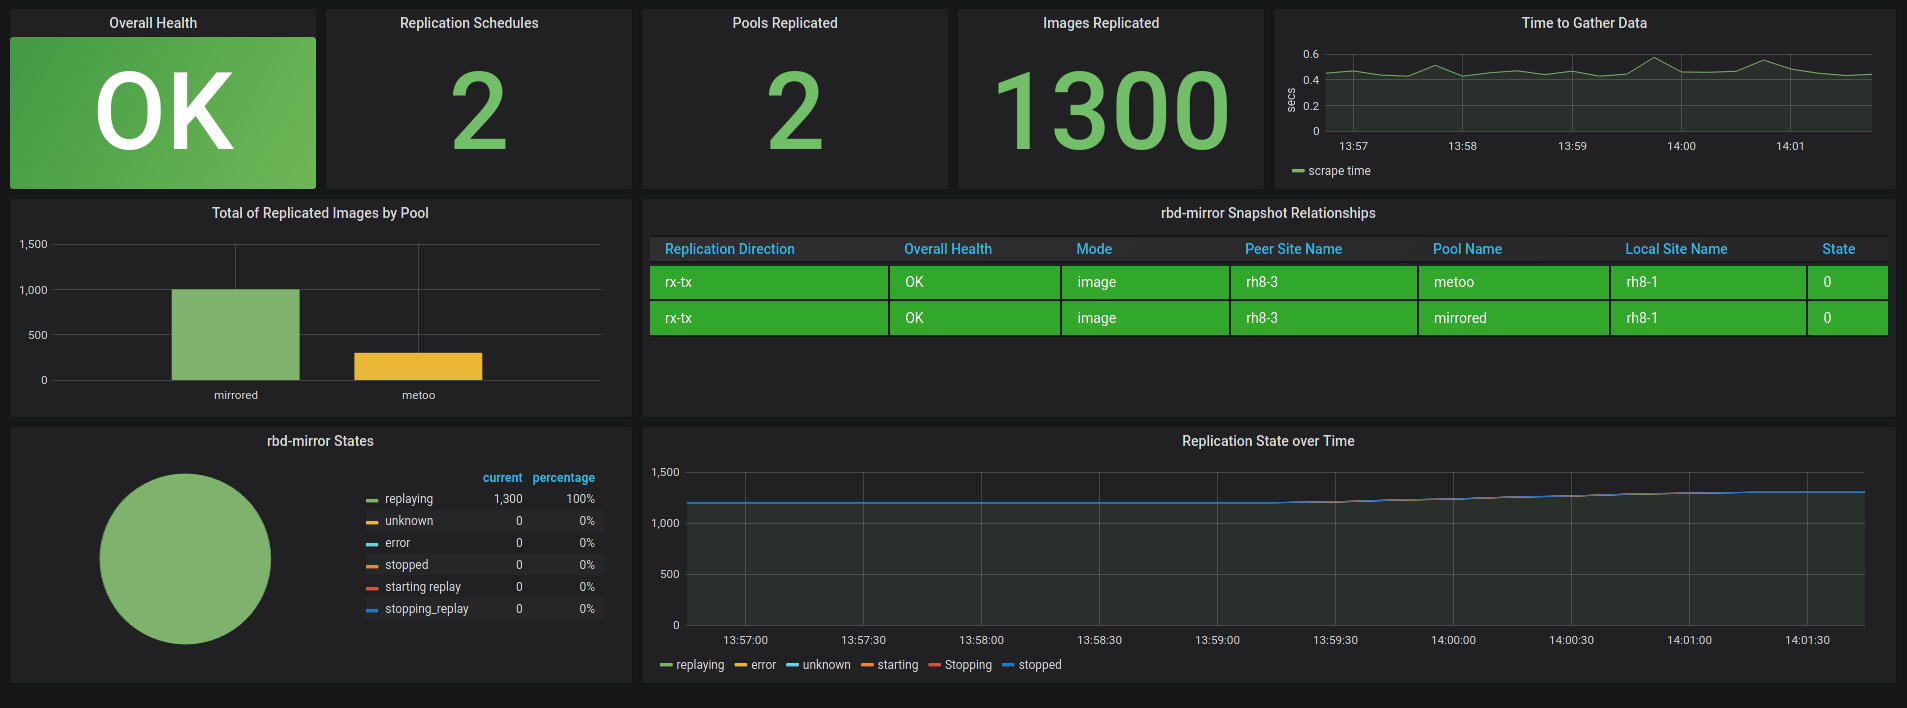 Overall Health
OK
Replication Schedules
2
Pools Replicated
2
Images Replicated
1300
Time to Gather Data
secs
0.6
0.4
0.2
0
13:57 13:58 13:59 14:00 14:01
scrape time
Total of Replicated Images by Pool
1,500
1,000
500
0
mirrored metoo
rbd-mirror Snapshot Relationships
Replication Direction Overall Health Mode Peer Site Name Pool Name Local Site Name State
rx-tx OK image rh8-3 metoo rh8-1 0
rx-tx OK image rh8-3 mirrored rh8-1 0
rbd-mirror States
current percentage
replaying 1,300 100%
unknown 0 0%
error 0 0%
stopped 0 0%
starting replay 0 0%
stopping_replay 0 0%
Replication State over Time
1,500
1,000
500
0
13:57:00 13:57:30 13:58:00 13:58:30 13:59:00 13:59:30 14:00:00 14:00:30 14:01:00 14:01:30
replaying error unknown starting Stopping stopped